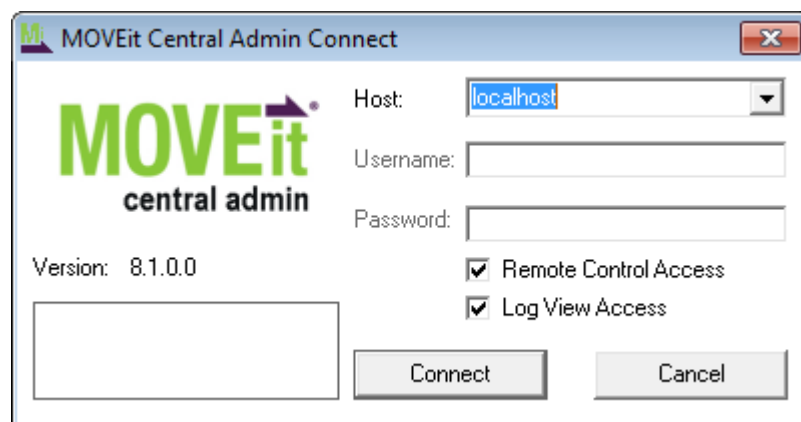 MOVEit Central Admin Connect
MOVEit®
central admin
Host: localhost
Username:
Password:
Version: 8.1.0.0
Remote Control Access
Log View Access
Connect Cancel